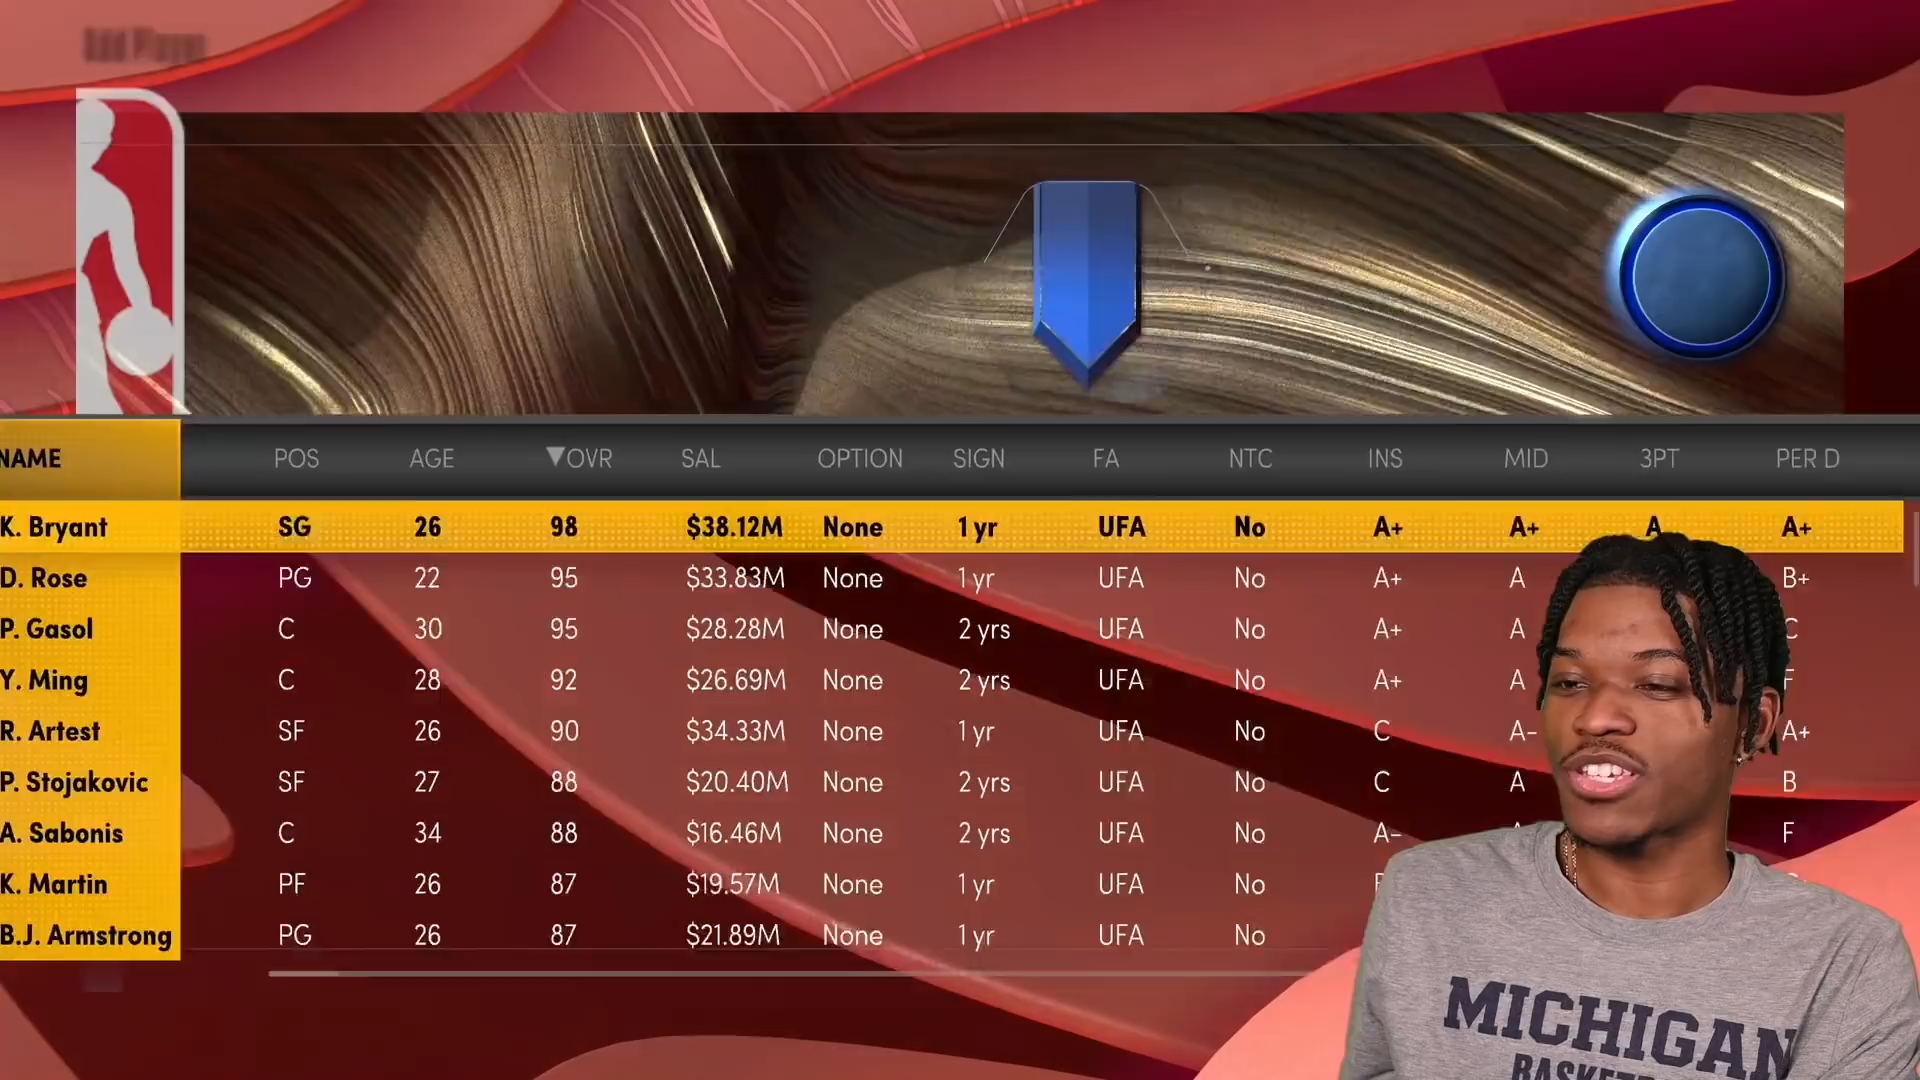 Add Player
NAME POS AGE ▼OVR SAL OPTION SIGN FA NTC INS MID 3PT PER D
K. Bryant SG 26 98 $38.12M None 1 yr UFA No A+ A+ A A+
D. Rose PG 22 95 $33.83M None 1 yr UFA No A+ A B+
P. Gasol C 30 95 $28.28M None 2 yrs UFA No A+ A C
Y. Ming C 28 92 $26.69M None 2 yrs UFA No A+ A F
R. Artest SF 26 90 $34.33M None 1 yr UFA No C A- A+
P. Stojakovic SF 27 88 $20.40M None 2 yrs UFA No C A B
A. Sabonis C 34 88 $16.46M None 2 yrs UFA No A- F
K. Martin PF 26 87 $19.57M None 1 yr UFA No
B.J. Armstrong PG 26 87 $21.89M None 1 yr UFA No
MICHIGAN